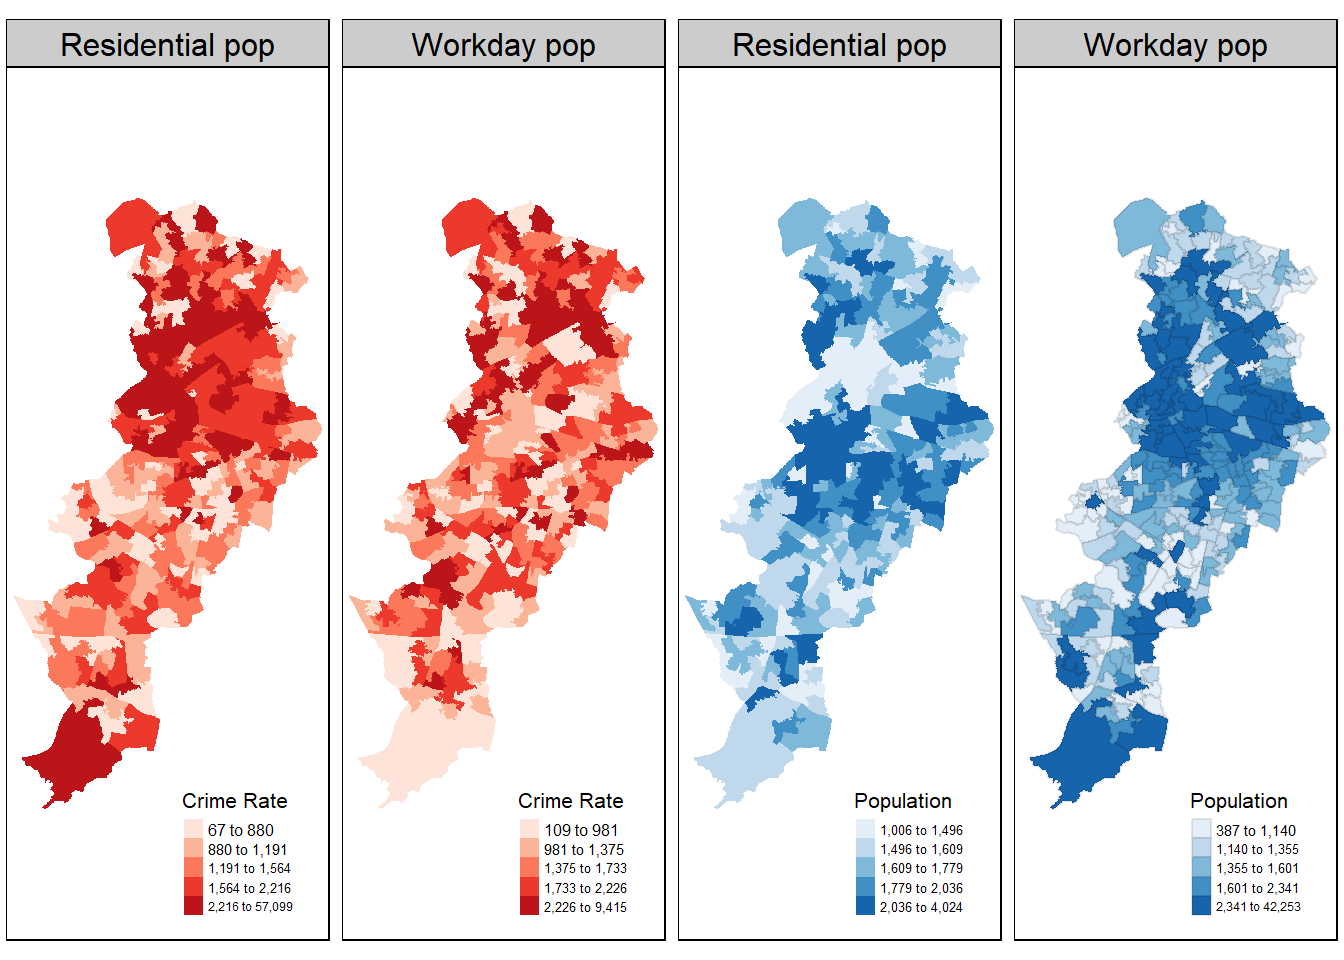 Residential pop
Workday pop
Residential pop
Workday pop
Crime Rate
67 to 880
880 to 1,191
1,191 to 1,564
1,564 to 2,216
2,216 to 57,099
Crime Rate
109 to 981
981 to 1,375
1,375 to 1,733
1,733 to 2,226
2,226 to 9,415
Population
1,006 to 1,496
1,496 to 1,609
1,609 to 1,779
1,779 to 2,036
2,036 to 4,024
Population
387 to 1,140
1,140 to 1,355
1,355 to 1,601
1,601 to 2,341
2,341 to 42,253